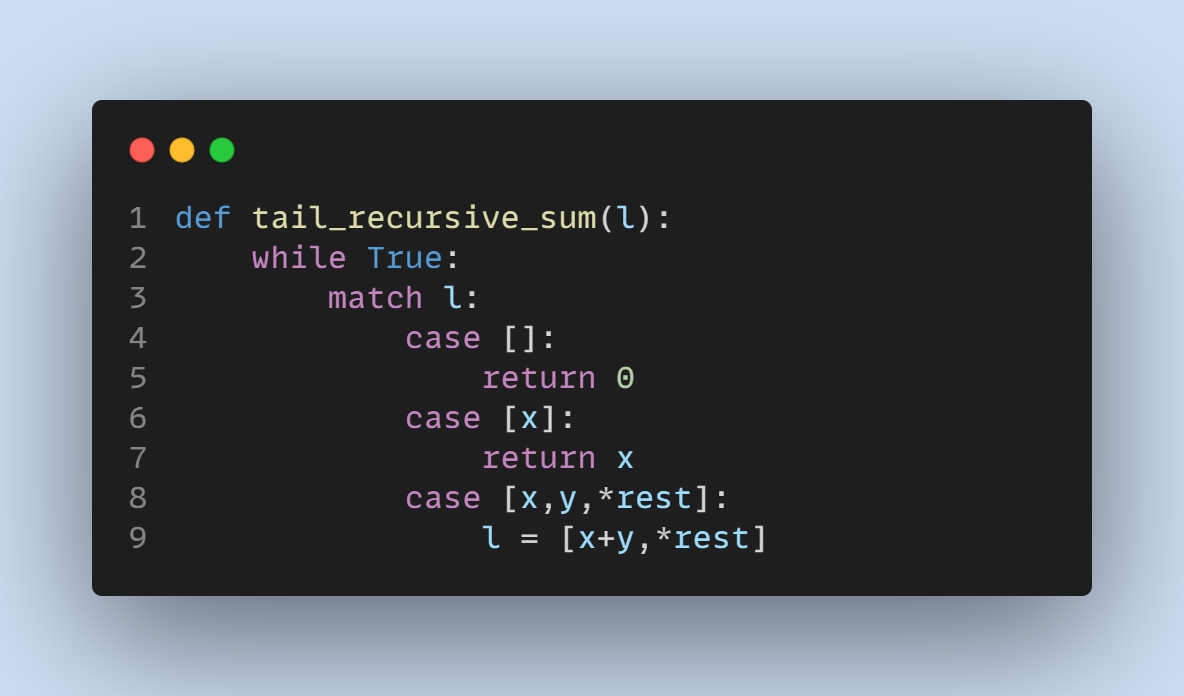 1 def tail_recursive_sum(l):
2     while True:
3         match l:
4             case []:
5                 return 0
6             case [x]:
7                 return x
8             case [x,y,*rest]:
9                 l = [x+y,*rest]